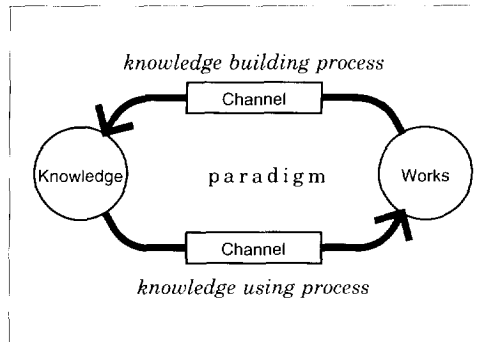 knowledge building process
Channel
Knowledge
paradigm
Works
Channel
knowledge using process